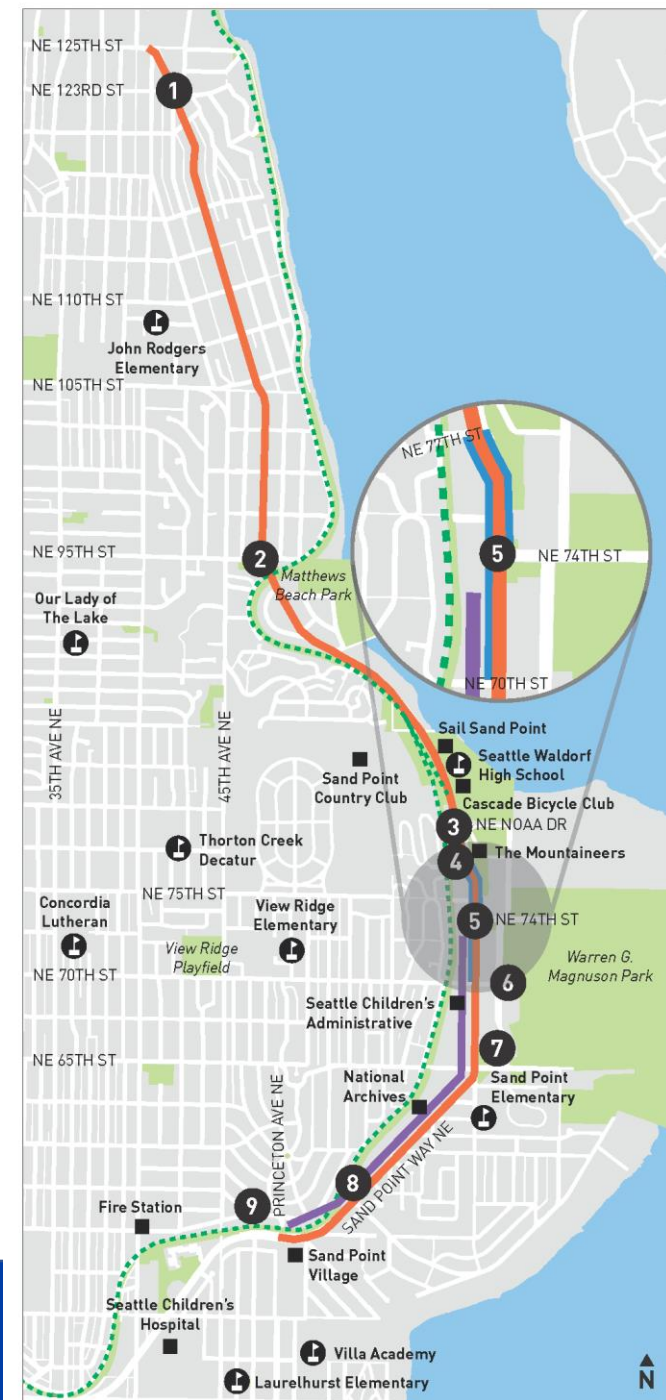 NE 125TH ST
NE 123RD ST
1
NE 110TH ST
John Rodgers
Elementary
NE 105TH ST
NE 77TH ST
5
NE 74TH ST
NE 70TH ST
NE 95TH ST
2
Matthews
Beach Park
Our Lady of
The Lake
35TH AVE NE
45TH AVE NE
Sail Sand Point
Seattle Waldorf
High School
Sand Point
Country Club
Cascade Bicycle Club
3
NE NOAA DR
4
The Mountaineers
Thorton Creek
Decatur
NE 75TH ST
Concordia
Lutheran
View Ridge
Elementary
5
NE 74TH ST
View Ridge
Playfield
Warren G.
Magnuson Park
NE 70TH ST
6
Seattle Children's
Administrative
7
NE 65TH ST
National
Archives
Sand Point
Elementary
PRINCETON AVE NE
SAND POINT WAY NE
8
9
Fire Station
Sand Point
Village
Seattle Children's
Hospital
Villa Academy
Laurelhurst Elementary
N